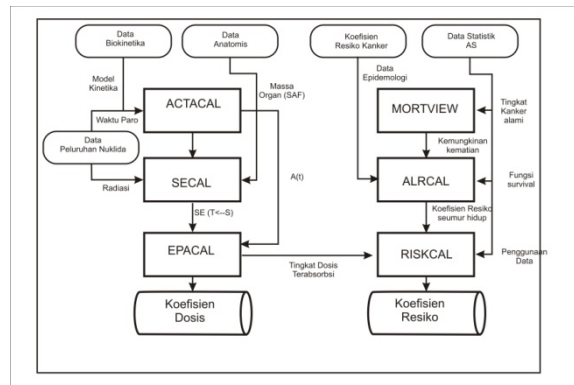 Data
Biokinetika
Data
Anatomis
Koefisien
Resiko Kanker
Data Statistik
AS
Model
Kinetika
Massa
Organ (SAF)
Data
Epidemologi
Waktu Paro
ACTACAL
MORTVIEW
Tingkat
Kanker
alami
Data
Peluruhan Nuklida
Kemungkinan
kematian
Radiasi
SECAL
A(t)
ALRCAL
Fungsi
survival
SE (T<--S)
Koefisien Resiko
seumur hidup
EPACAL
Tingkat Dosis
Terabsorbsi
RISKCAL
Penggunaan
Data
Koefisien
Dosis
Koefisien
Resiko